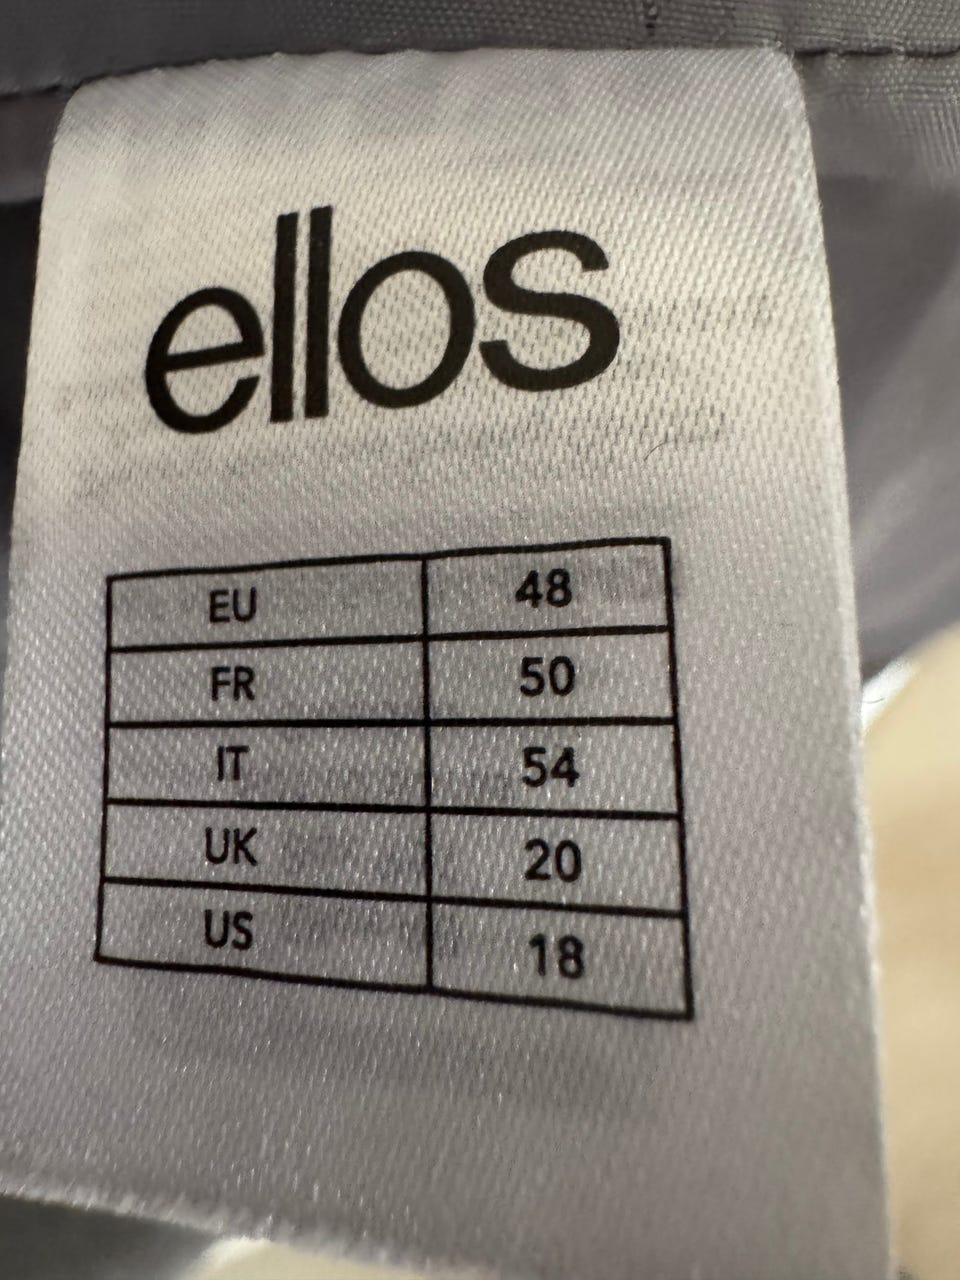 ellos
EU 48
FR 50
IT 54
UK 20
US 18